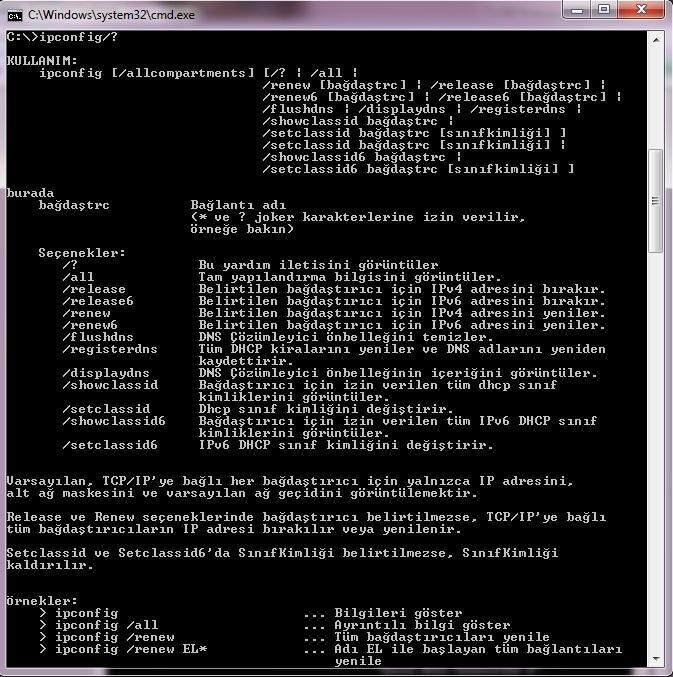 C:\Windows\system32\cmd.exe
C:\>ipconfig/?
KULLANIM:
ipconfig [/allcompartments] [/? | /all |
/renew [bağdaştrc] | /release [bağdaştrc] |
/renew6 [bağdaştrc] | /release6 [bağdaştrc] |
/flushdns | /displaydns | /registerdns |
/showclassid bağdaştrc |
/setclassid bağdaştrc [sınıfkimliği] ]
/setclassid bağdaştrc [sınıfkimliği] |
/showclassid6 bağdaştrc |
/setclassid6 bağdaştrc [sınıfkimliği] ]
burada
bağdaştrc Bağlantı adı
(* ve ? joker karakterlerine izin verilir,
örneğe bakın)
Seçenekler:
/? Bu yardım iletisini görüntüler
/all Tam yapılandırma bilgisini görüntüler.
/release Belirtilen bağdaştırıcı için IPv4 adresini bırakır.
/release6 Belirtilen bağdaştırıcı için IPv6 adresini bırakır.
/renew Belirtilen bağdaştırıcı için IPv4 adresini yeniler.
/renew6 Belirtilen bağdaştırıcı için IPv6 adresini yeniler.
/flushdns DNS Çözümleyici önbelleğini temizler.
/registerdns Tüm DHCP kiralarını yeniler ve DNS adlarını yeniden
kaydettirir.
/displaydns DNS Çözümleyici önbelleğinin içeriğini görüntüler.
/showclassid Bağdaştırıcı için izin verilen tüm dhcp sınıf
kimliklerini görüntüler.
/setclassid Dhcp sınıf kimliğini değiştirir.
/showclassid6 Bağdaştırıcı için izin verilen tüm IPv6 DHCP sınıf
kimliklerini görüntüler.
/setclassid6 IPv6 DHCP sınıf kimliğini değiştirir.
Varsayılan, TCP/IP'ye bağlı her bağdaştırıcı için yalnızca IP adresini,
alt ağ maskesini ve varsayılan ağ geçidini görüntülemektir.
Release ve Renew seçeneklerinde bağdaştırıcı belirtilmezse, TCP/IP'ye bağlı
tüm bağdaştırıcıların IP adresi bırakılır veya yenilenir.
Setclassid ve Setclassid6'da SınıfKimliği belirtilmezse, SınıfKimliği
kaldırılır.
örnekler:
> ipconfig ... Bilgileri göster
> ipconfig /all ... Ayrıntılı bilgi göster
> ipconfig /renew ... Tüm bağdaştırıcıları yenile
> ipconfig /renew EL* ... Adı EL ile başlayan tüm bağlantıları
yenile